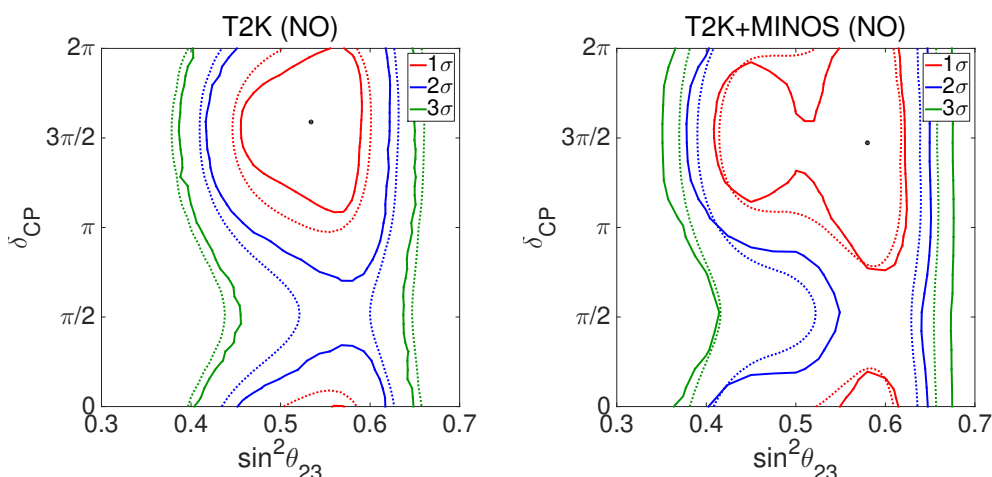 T2K (NO)
2π
3π/2
π
π/2
0
δCP
0.3
0.4
0.5
0.6
0.7
sin²θ23
1σ
2σ
3σ
T2K+MINOS (NO)
2π
3π/2
π
π/2
0
δCP
0.3
0.4
0.5
0.6
0.7
sin²θ23
1σ
2σ
3σ